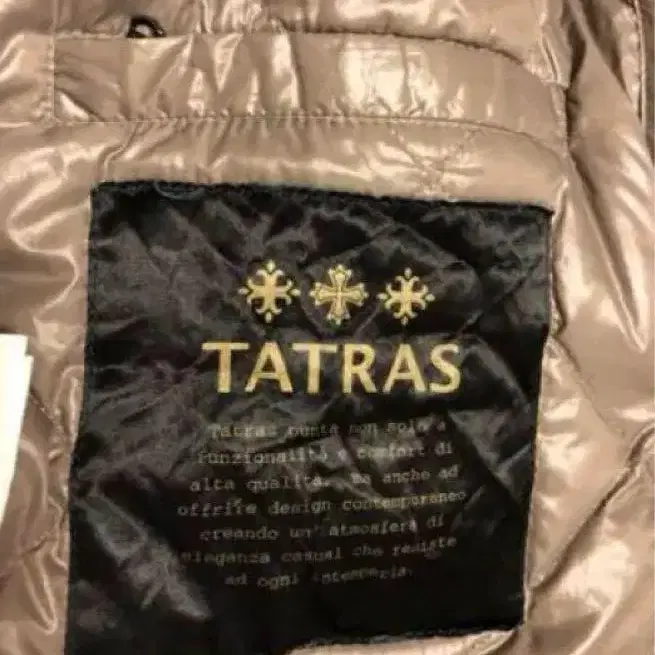 TATRAS
Tatras punta non solo a
funzionalità e comfort di
alta qualità, ma anche ad
offrire design contemporaneo
creando un'atmosfera di
eleganza casual che resiste
ad ogni intemperia.